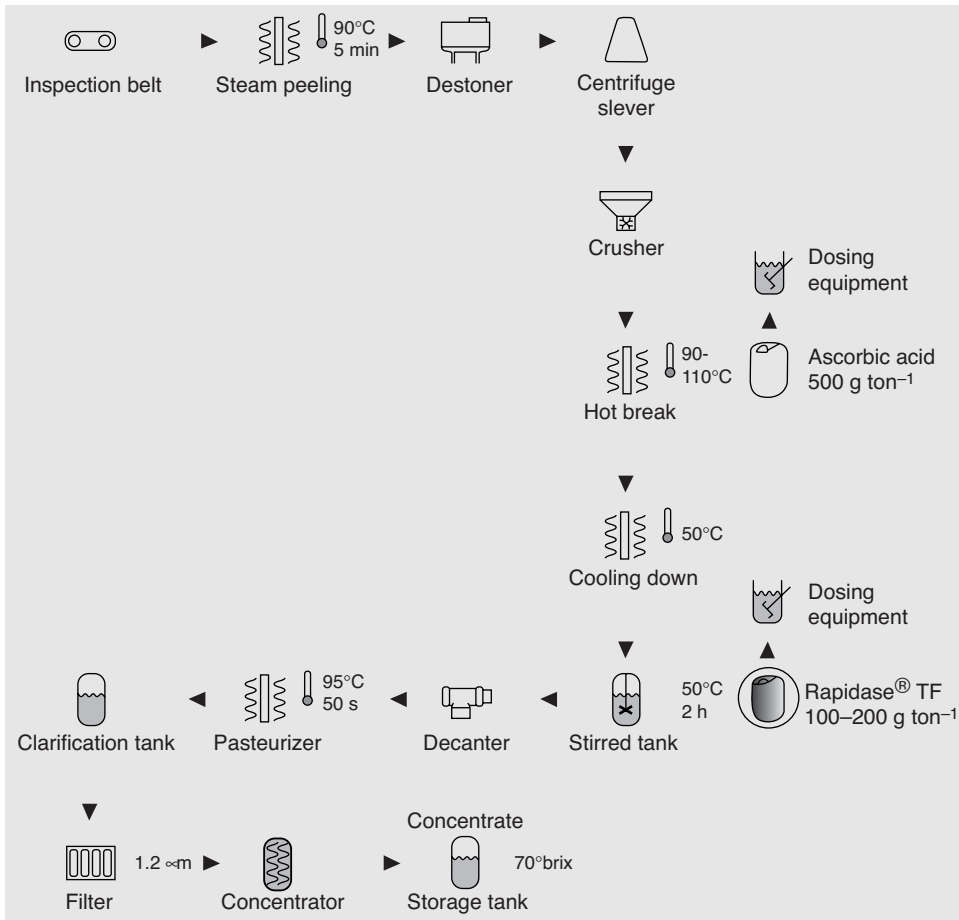 90°C
5 min
Inspection belt
Steam peeling
Destoner
Centrifuge
slever
Crusher
Dosing
equipment
90-
110°C
Ascorbic acid
500 g ton–1
Hot break
50°C
Cooling down
Dosing
equipment
95°C
50 s
50°C
2 h
Rapidase® TF
100–200 g ton–1
Clarification tank
Pasteurizer
Decanter
Stirred tank
Concentrate
1.2 ∝m
70°brix
Filter
Concentrator
Storage tank